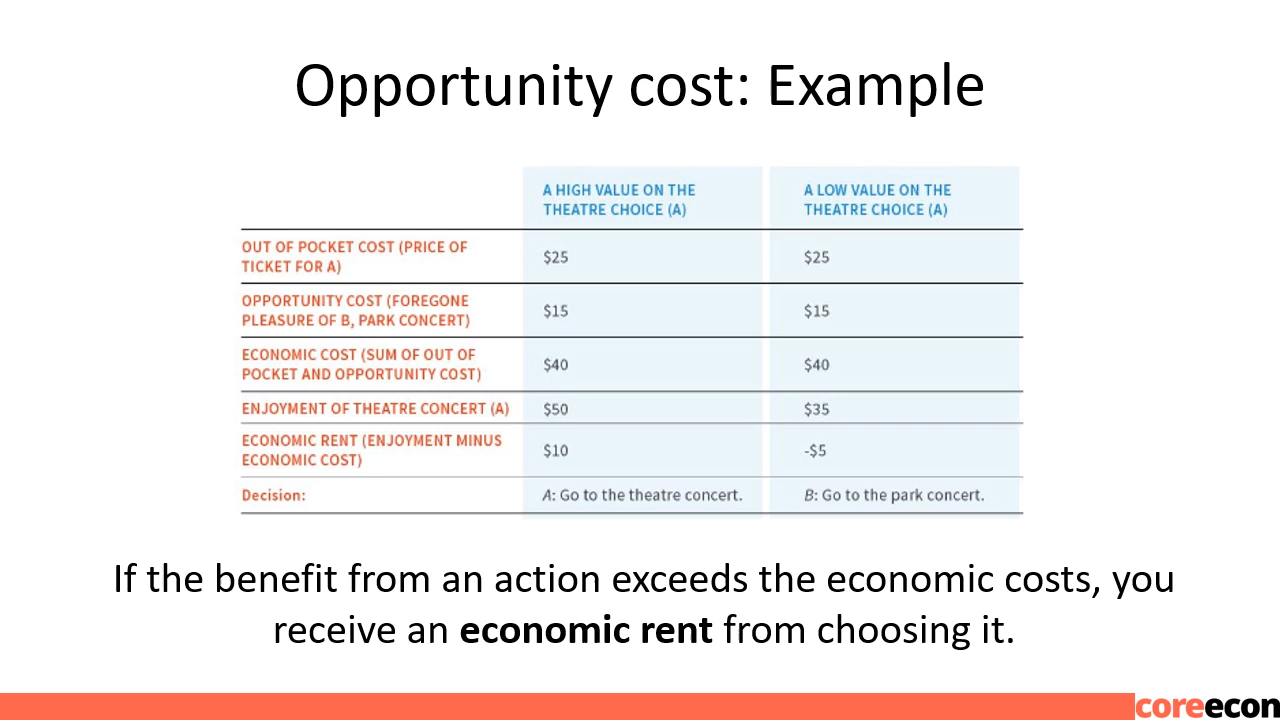 Opportunity cost: Example
A HIGH VALUE ON THE
THEATRE CHOICE (A)
A LOW VALUE ON THE
THEATRE CHOICE (A)
OUT OF POCKET COST (PRICE OF
TICKET FOR A)
$25
$25
OPPORTUNITY COST (FOREGONE
PLEASURE OF B, PARK CONCERT)
$15
$15
ECONOMIC COST (SUM OF OUT OF
POCKET AND OPPORTUNITY COST)
$40
$40
ENJOYMENT OF THEATRE CONCERT (A)
$50
$35
ECONOMIC RENT (ENJOYMENT MINUS
ECONOMIC COST)
$10
-$5
Decision:
A: Go to the theatre concert.
B: Go to the park concert.
If the benefit from an action exceeds the economic costs, you
receive an economic rent from choosing it.
coreecon